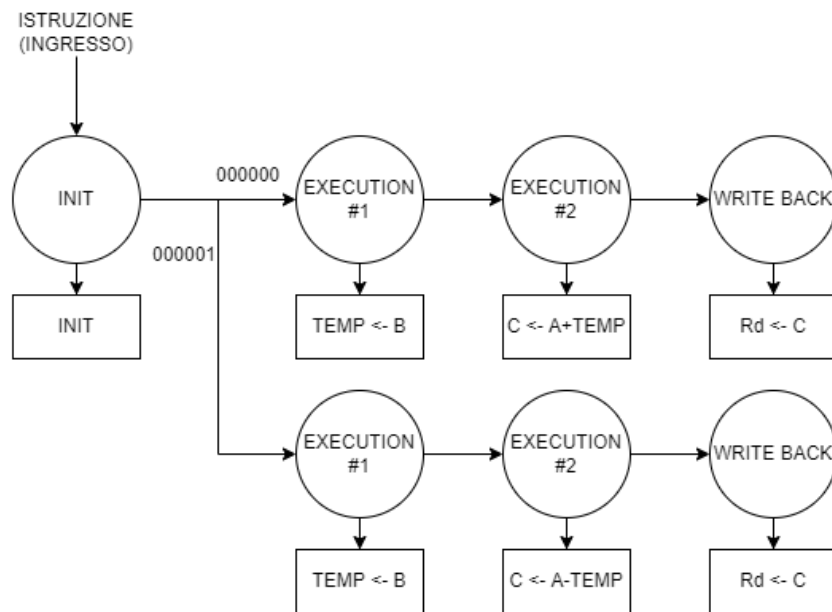 ISTRUZIONE
(INGRESSO)
000000
INIT
EXECUTION
#1
EXECUTION
#2
WRITE BACK
000001
INIT
TEMP <- B
C <- A+TEMP
Rd <- C
EXECUTION
#1
EXECUTION
#2
WRITE BACK
TEMP <- B
C <- A-TEMP
Rd <- C